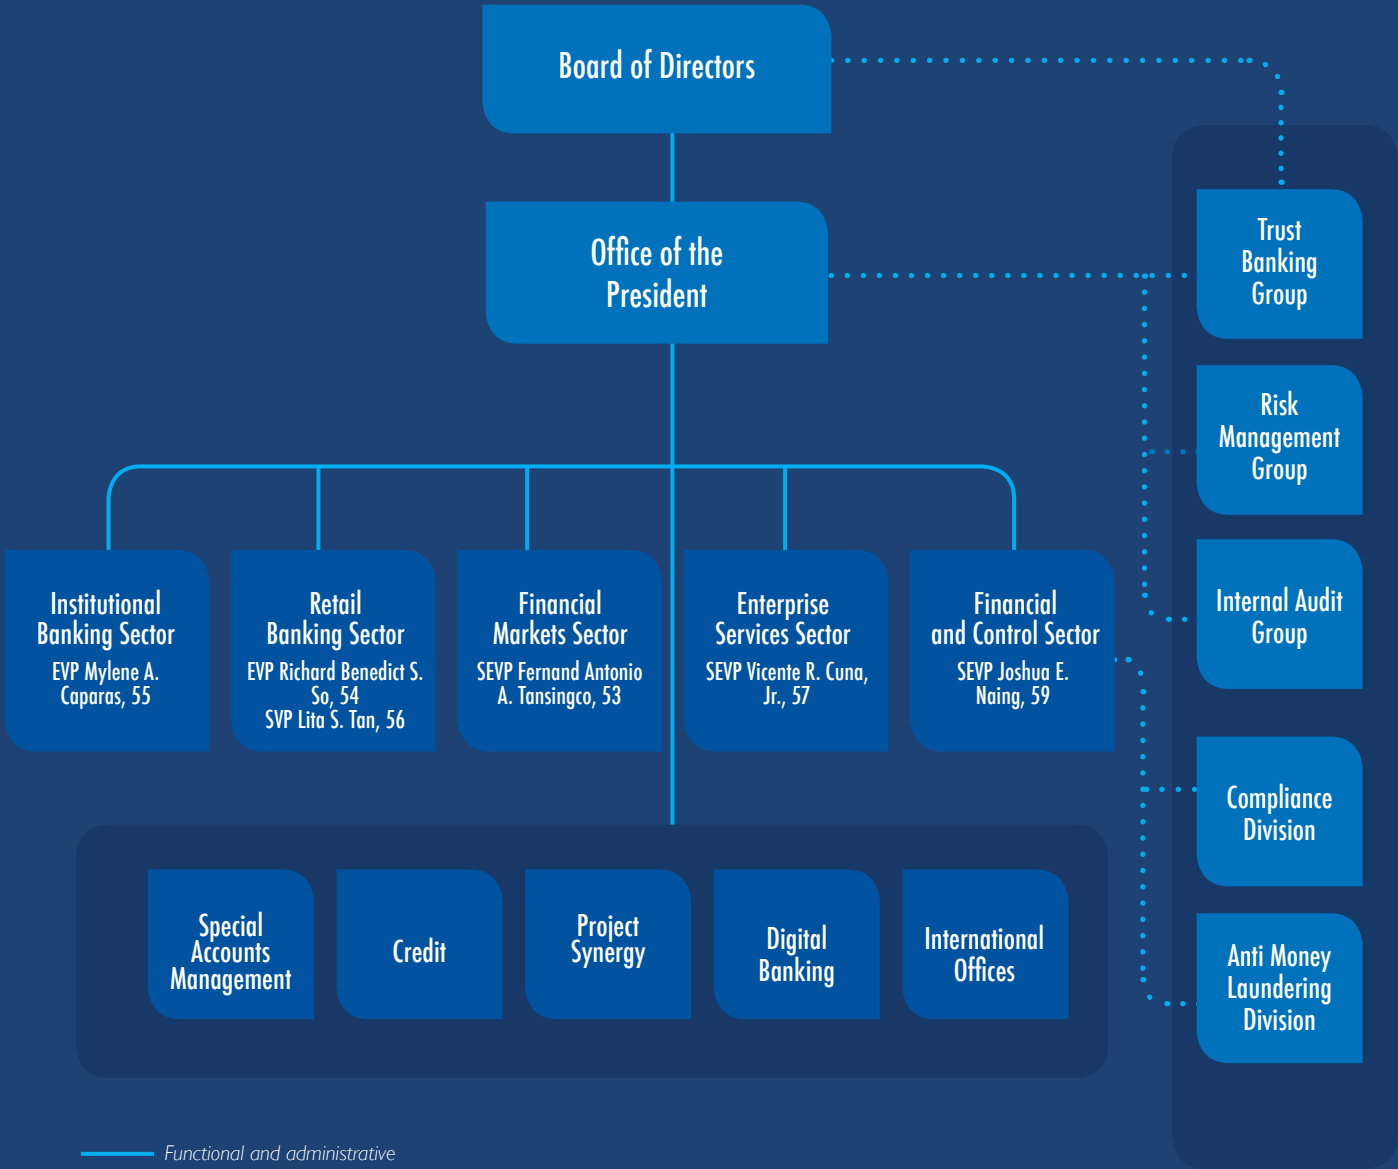 Board of Directors
Office of the
President
Trust
Banking
Group
Risk
Management
Group
Internal Audit
Group
Compliance
Division
Anti Money
Laundering
Division
Institutional
Banking Sector
EVP Mylene A.
Caparas, 55
Retail
Banking Sector
EVP Richard Benedict S.
So, 54
SVP Lita S. Tan, 56
Financial
Markets Sector
SEVP Fernand Antonio
A. Tansingco, 53
Enterprise
Services Sector
SEVP Vicente R. Cuna,
Jr., 57
Financial
and Control Sector
SEVP Joshua E.
Naing, 59
Special
Accounts
Management
Credit
Project
Synergy
Digital
Banking
International
Offices
Functional and administrative